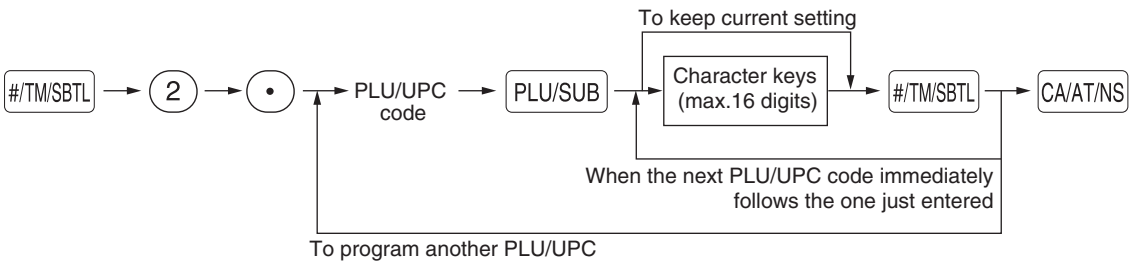 To keep current setting
#/TM/SBTL
2
•
PLU/UPC
code
PLU/SUB
Character keys
(max.16 digits)
#/TM/SBTL
CA/AT/NS
When the next PLU/UPC code immediately
follows the one just entered
To program another PLU/UPC